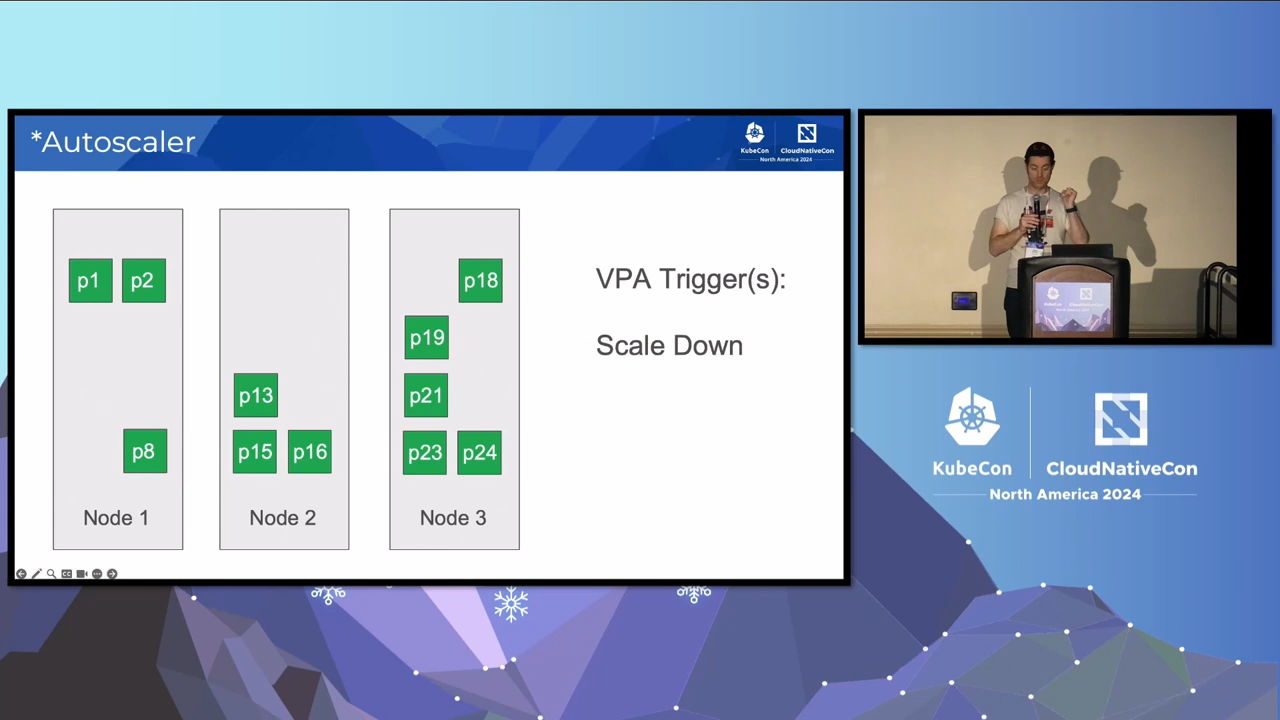 *Autoscaler
KubeCon
CloudNativeCon
North America 2024
p1 p2
p8
Node 1
p13
p15 p16
Node 2
p18
p19
p21
p23 p24
Node 3
VPA Trigger(s):
Scale Down
KubeCon
CloudNativeCon
North America 2024